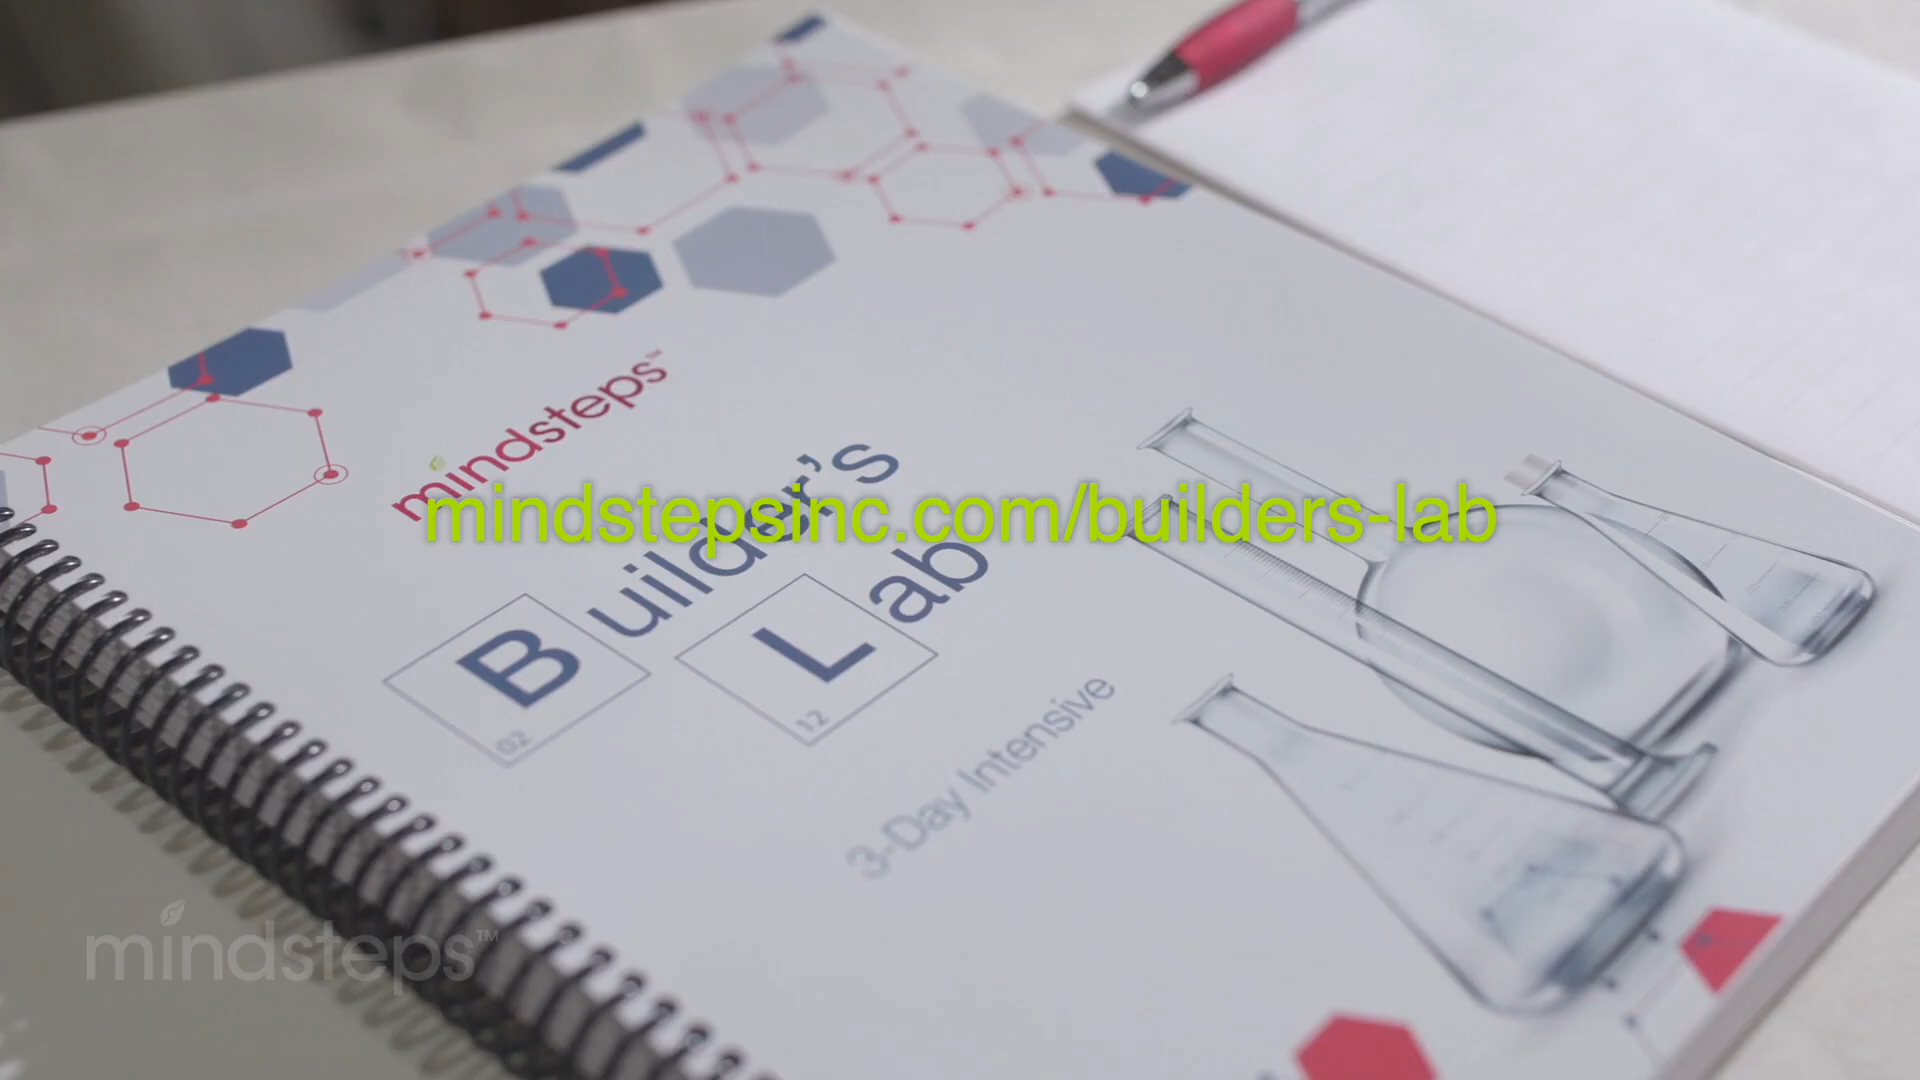 mindsteps™
Builder's
Lab
02
12
3-Day Intensive
mindstepsinc.com/builders-lab
mindsteps™